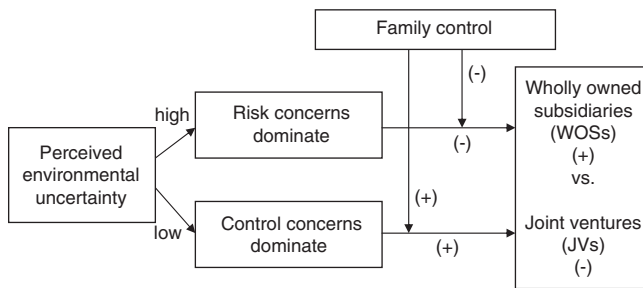 Family control
(-)
high
Risk concerns
dominate
(-)
Perceived
environmental
uncertainty
(+)
low
Control concerns
dominate
(+)
Wholly owned
subsidiaries
(WOSs)
(+)
vs.
Joint ventures
(JVs)
(-)